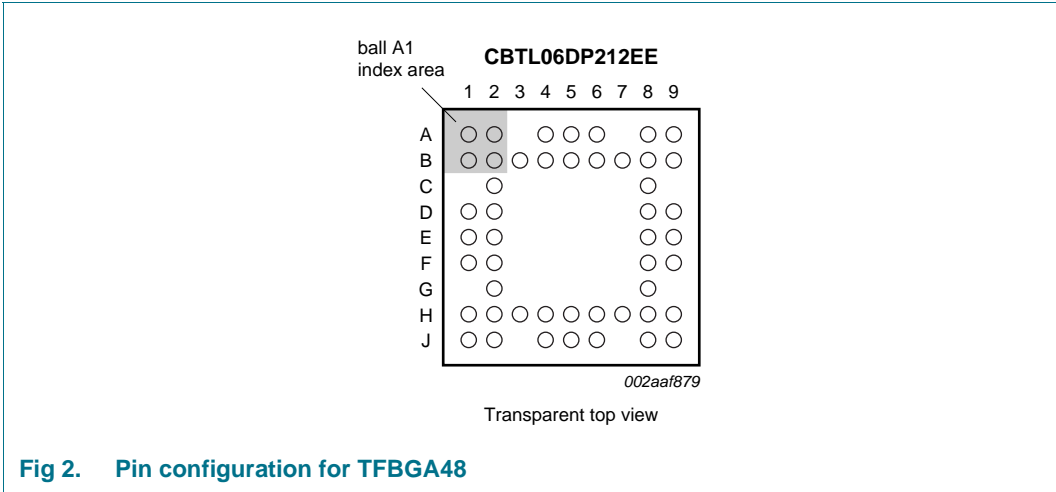 ball A1
index area
CBTL06DP212EE
1 2 3 4 5 6 7 8 9
A
B
C
D
E
F
G
H
J
002aaf879
Transparent top view
Fig 2. Pin configuration for TFBGA48